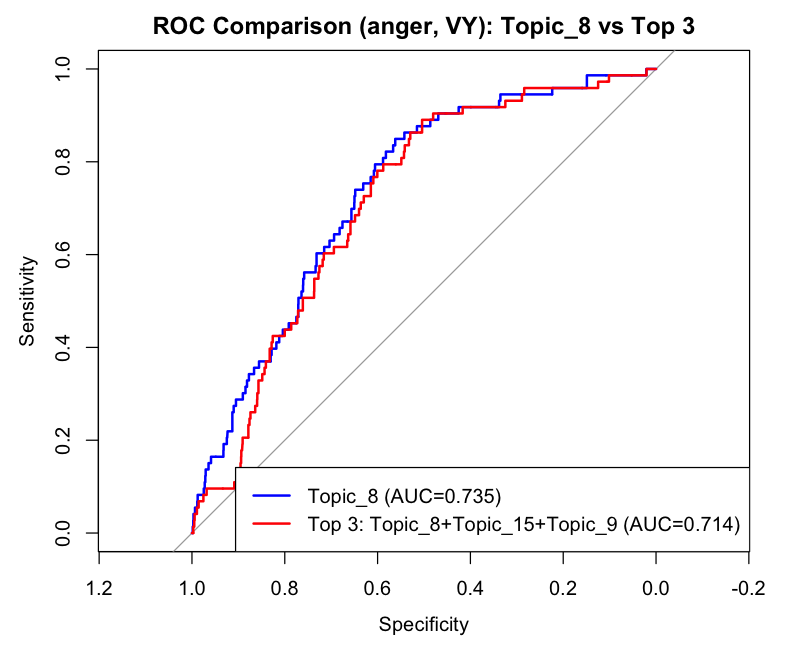 ROC Comparison (anger, VY): Topic_8 vs Top 3
Sensitivity
1.0
0.8
0.6
0.4
0.2
0.0
Topic_8 (AUC=0.735)
Top 3: Topic_8+Topic_15+Topic_9 (AUC=0.714)
1.2 1.0 0.8 0.6 0.4 0.2 0.0 -0.2
Specificity